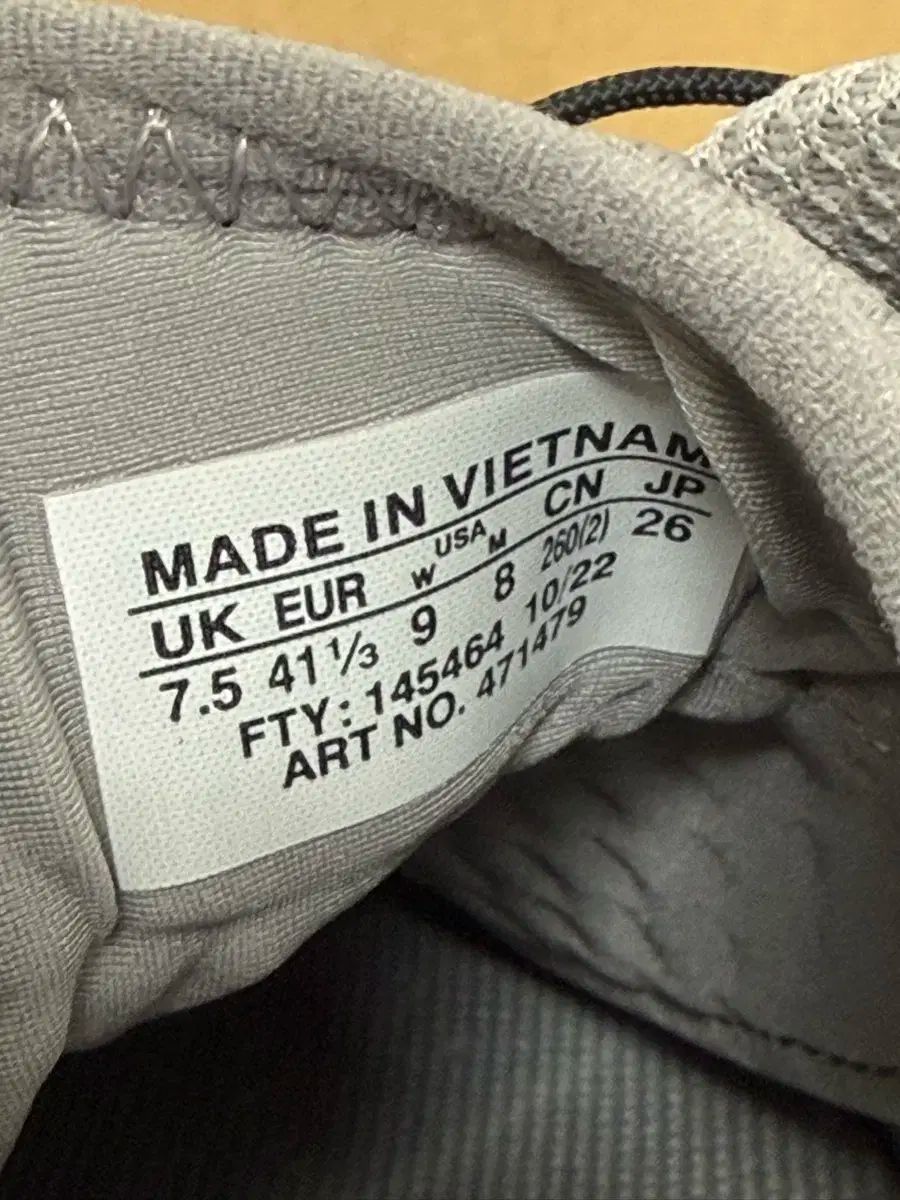 MADE IN VIETNAM
UK EUR USA CN JP
W M
7.5 41 1/3 9 8 260(2) 26
FTY: 145464 10/22
ART NO. 471479